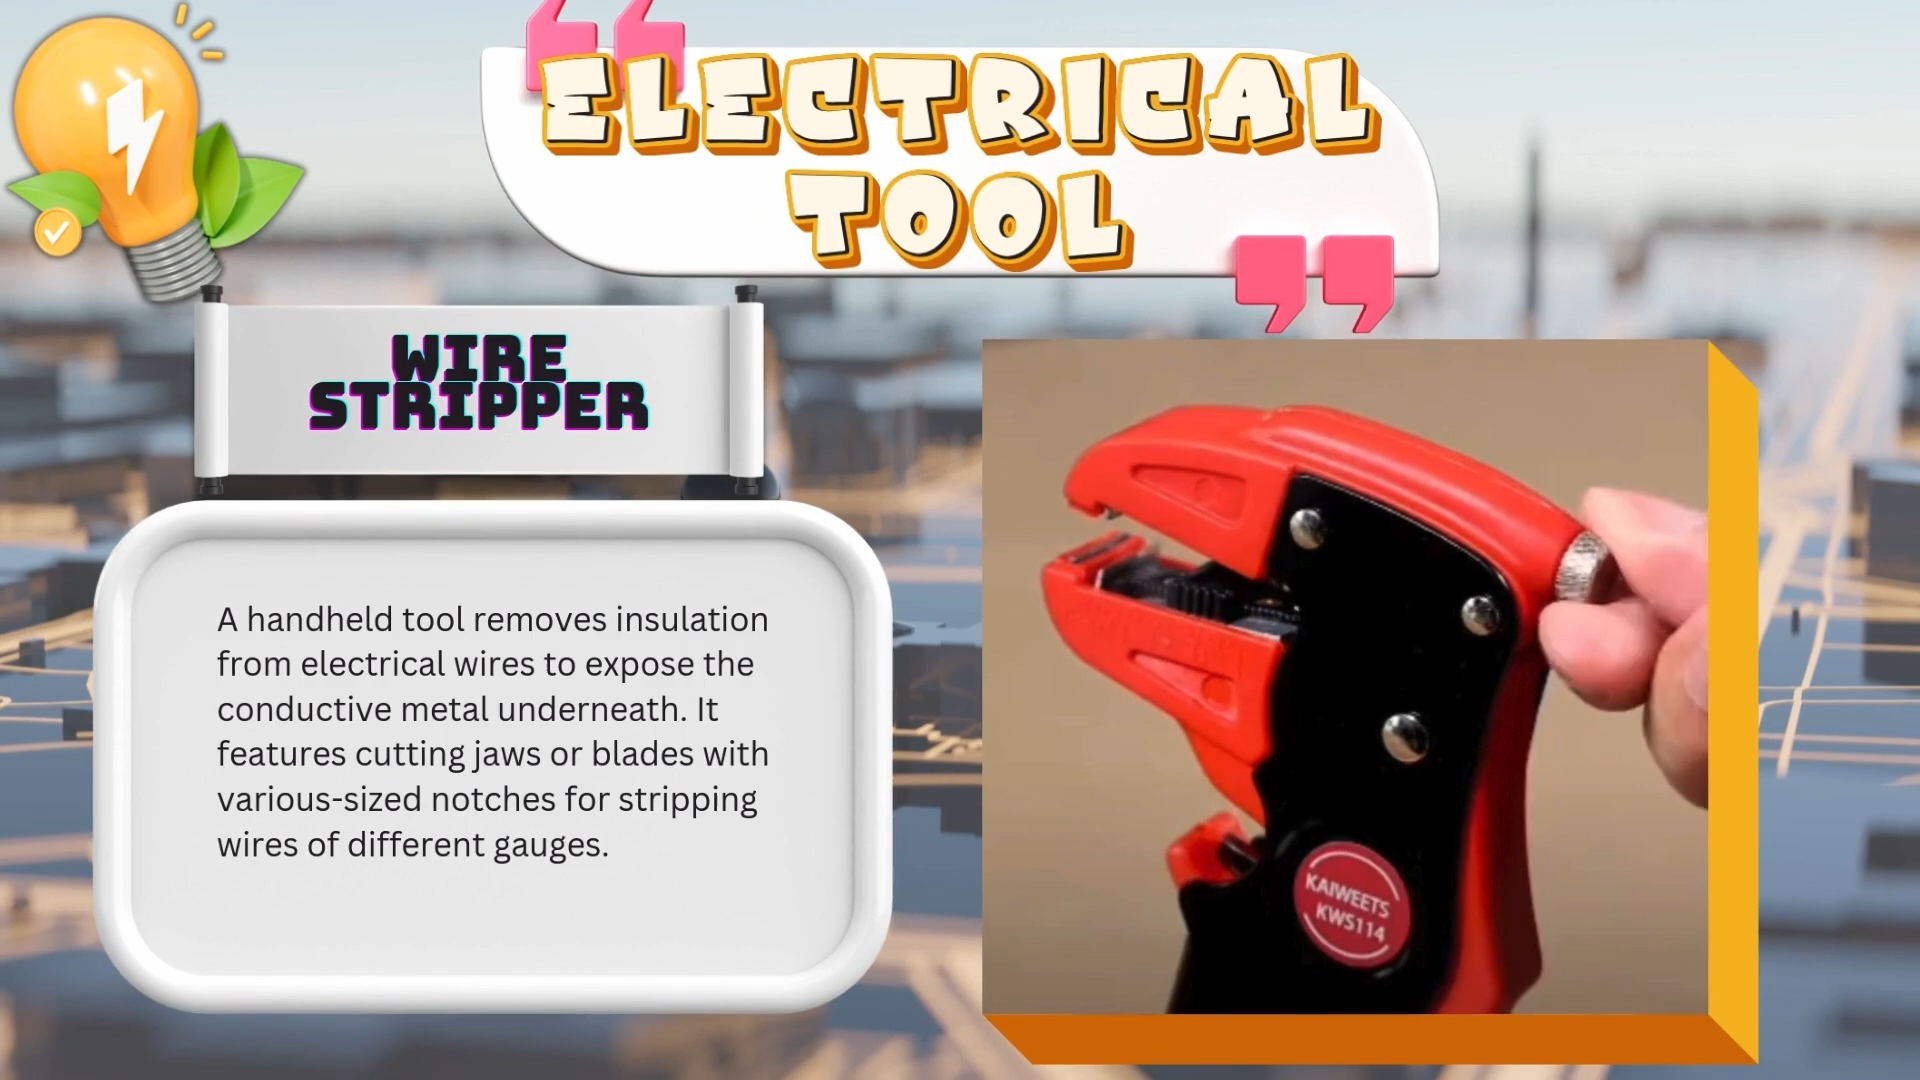 ELECTRICAL
TOOL
WIRE
STRIPPER
A handheld tool removes insulation
from electrical wires to expose the
conductive metal underneath. It
features cutting jaws or blades with
various-sized notches for stripping
wires of different gauges.
KAIWEETS
KWS114